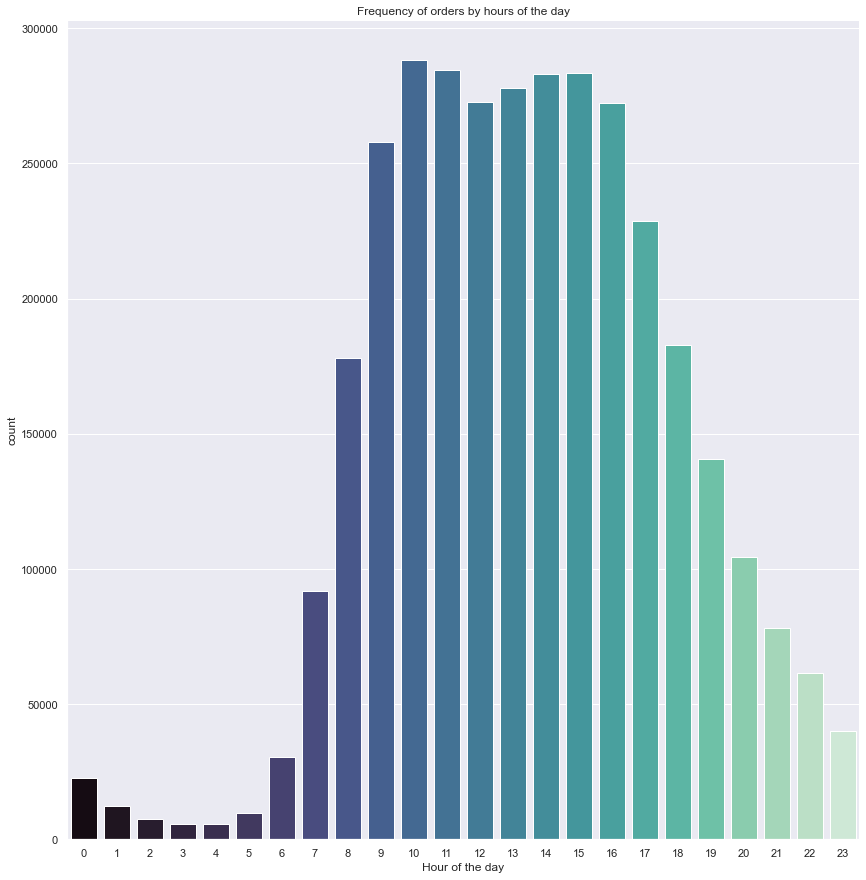 Frequency of orders by hours of the day
300000
250000
200000
150000
100000
50000
0
count
0 1 2 3 4 5 6 7 8 9 10 11 12 13 14 15 16 17 18 19 20 21 22 23
Hour of the day